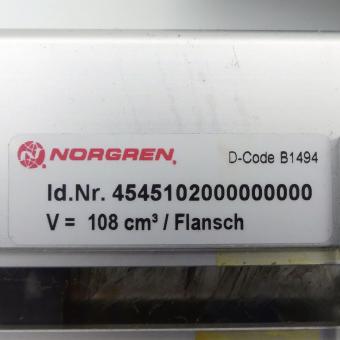 NORGREN. D-Code B1494
Id.Nr. 4545102000000000
V = 108 cm³ / Flansch